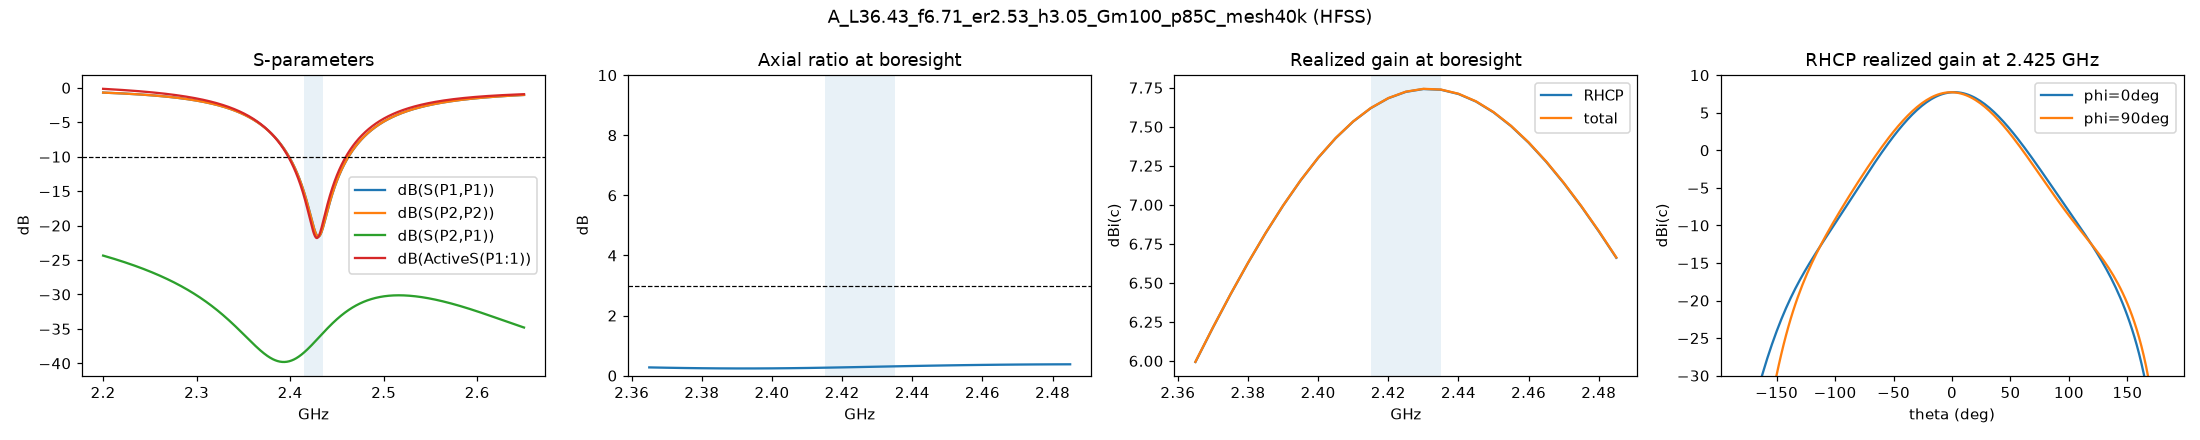 A_L36.43_f6.71_er2.53_h3.05_Gm100_p85C_mesh40k (HFSS)
S-parameters
0
−5
−10
−15
−20
−25
−30
−35
−40
dB
2.2 2.3 2.4 2.5 2.6
GHz
dB(S(P1,P1))
dB(S(P2,P2))
dB(S(P2,P1))
dB(ActiveS(P1:1))
Axial ratio at boresight
10
8
6
4
2
0
dB
2.36 2.38 2.40 2.42 2.44 2.46 2.48
GHz
Realized gain at boresight
7.75
7.50
7.25
7.00
6.75
6.50
6.25
6.00
dBi(c)
2.36 2.38 2.40 2.42 2.44 2.46 2.48
GHz
RHCP
total
RHCP realized gain at 2.425 GHz
10
5
0
−5
−10
−15
−20
−25
−30
dBi(c)
−150 −100 −50 0 50 100 150
theta (deg)
phi=0deg
phi=90deg